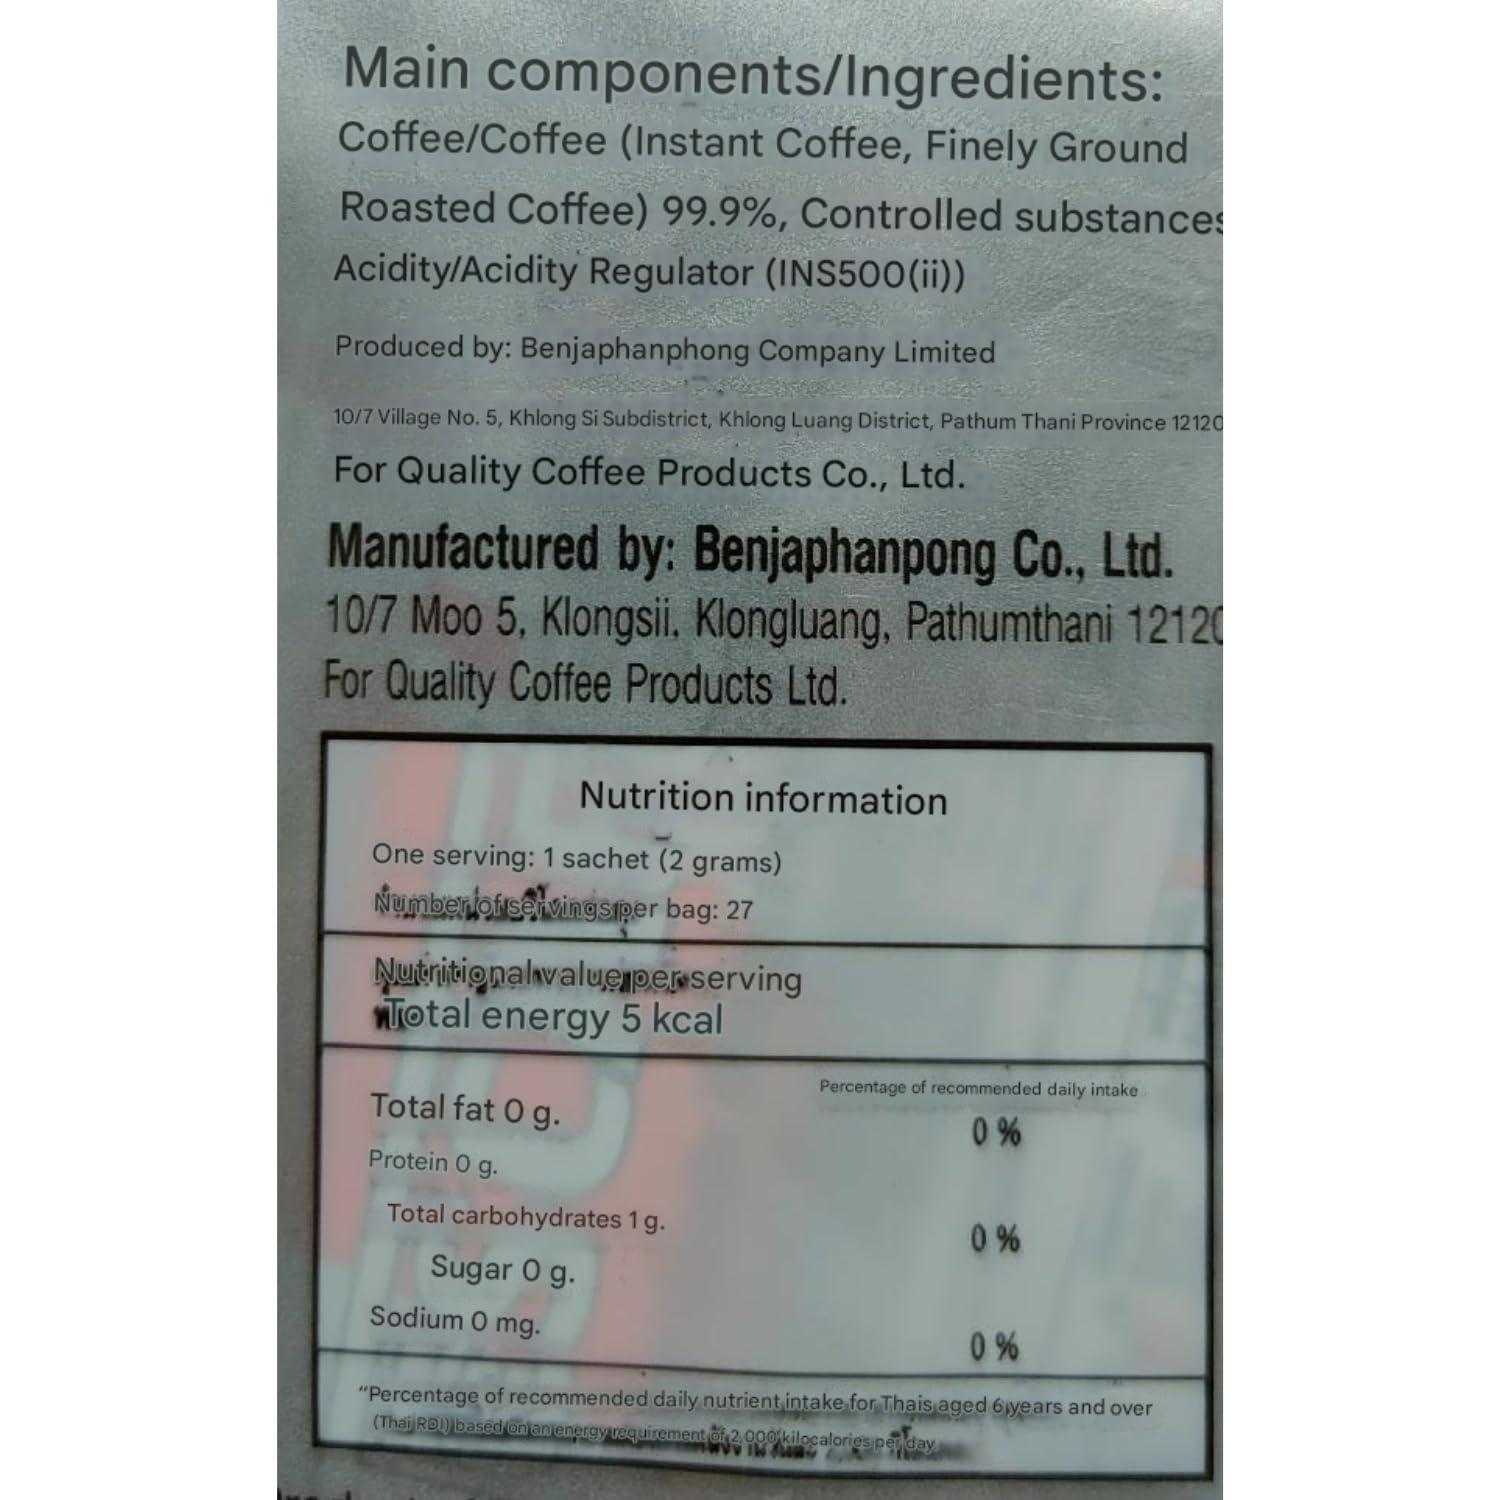 Main components/Ingredients:
Coffee/Coffee (Instant Coffee, Finely Ground
Roasted Coffee) 99.9%, Controlled substances
Acidity/Acidity Regulator (INS500(ii))
Produced by: Benjaphanphong Company Limited
10/7 Village No. 5, Khlong Si Subdistrict, Khlong Luang District, Pathum Thani Province 12120
For Quality Coffee Products Co., Ltd.
Manufactured by: Benjaphanpong Co., Ltd.
10/7 Moo 5, Klongsii, Klongluang, Pathumthani 12120
For Quality Coffee Products Ltd.
Nutrition information
One serving: 1 sachet (2 grams)
Number of servings per bag: 27
Nutritional value per serving
Total energy 5 kcal
Percentage of recommended daily intake
Total fat 0 g. 0 %
Protein 0 g.
Total carbohydrates 1 g. 0 %
Sugar 0 g.
Sodium 0 mg. 0 %
"Percentage of recommended daily nutrient intake for Thais aged 6 years and over
(Thai RDI) based on an energy requirement of 2,000 kilocalories per day